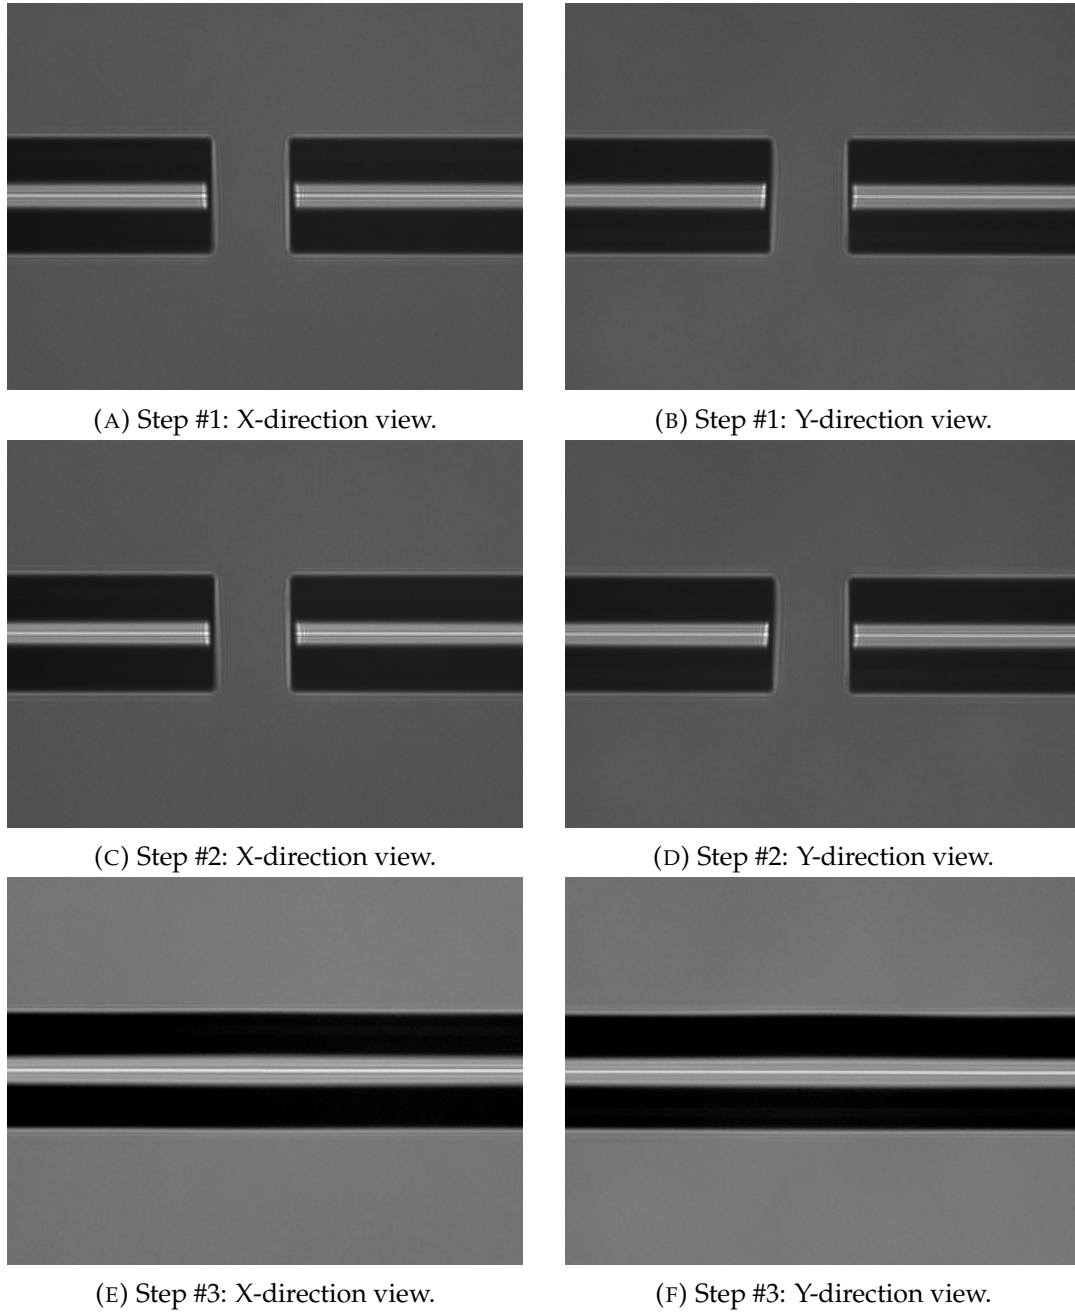 (A) Step #1: X-direction view.
(B) Step #1: Y-direction view.
(C) Step #2: X-direction view.
(D) Step #2: Y-direction view.
(E) Step #3: X-direction view.
(F) Step #3: Y-direction view.